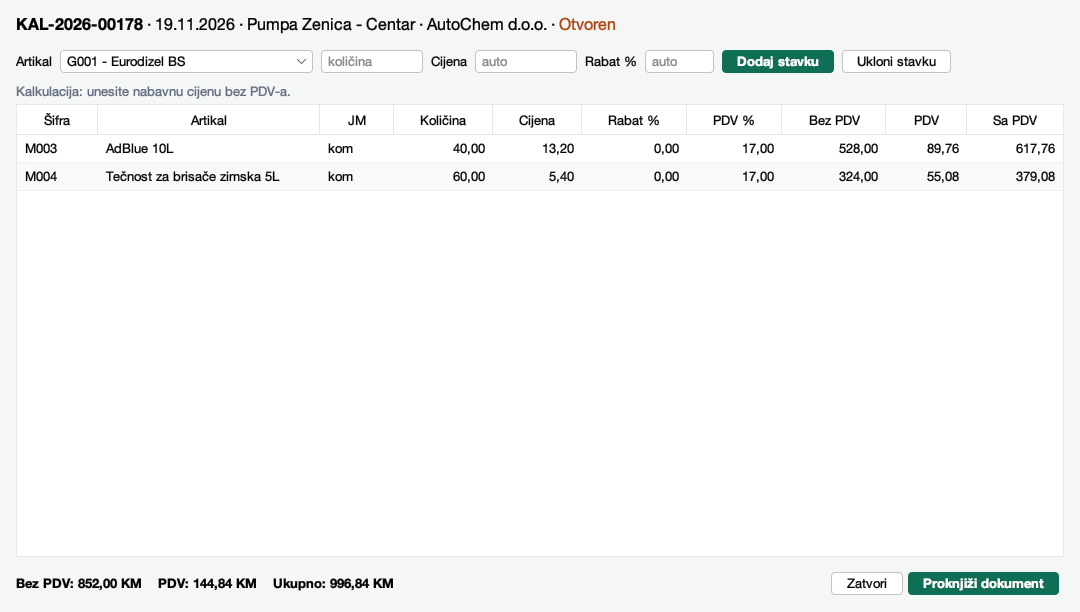 KAL-2026-00178 · 19.11.2026 · Pumpa Zenica - Centar · AutoChem d.o.o. · Otvoren
Artikal G001 - Eurodizel BS količina Cijena auto Rabat % auto Dodaj stavku Ukloni stavku
Kalkulacija: unesite nabavnu cijenu bez PDV-a.
Šifra Artikal JM Količina Cijena Rabat % PDV % Bez PDV PDV Sa PDV
M003 AdBlue 10L kom 40,00 13,20 0,00 17,00 528,00 89,76 617,76
M004 Tečnost za brisače zimska 5L kom 60,00 5,40 0,00 17,00 324,00 55,08 379,08
Bez PDV: 852,00 KM PDV: 144,84 KM Ukupno: 996,84 KM Zatvori Proknjiži dokument